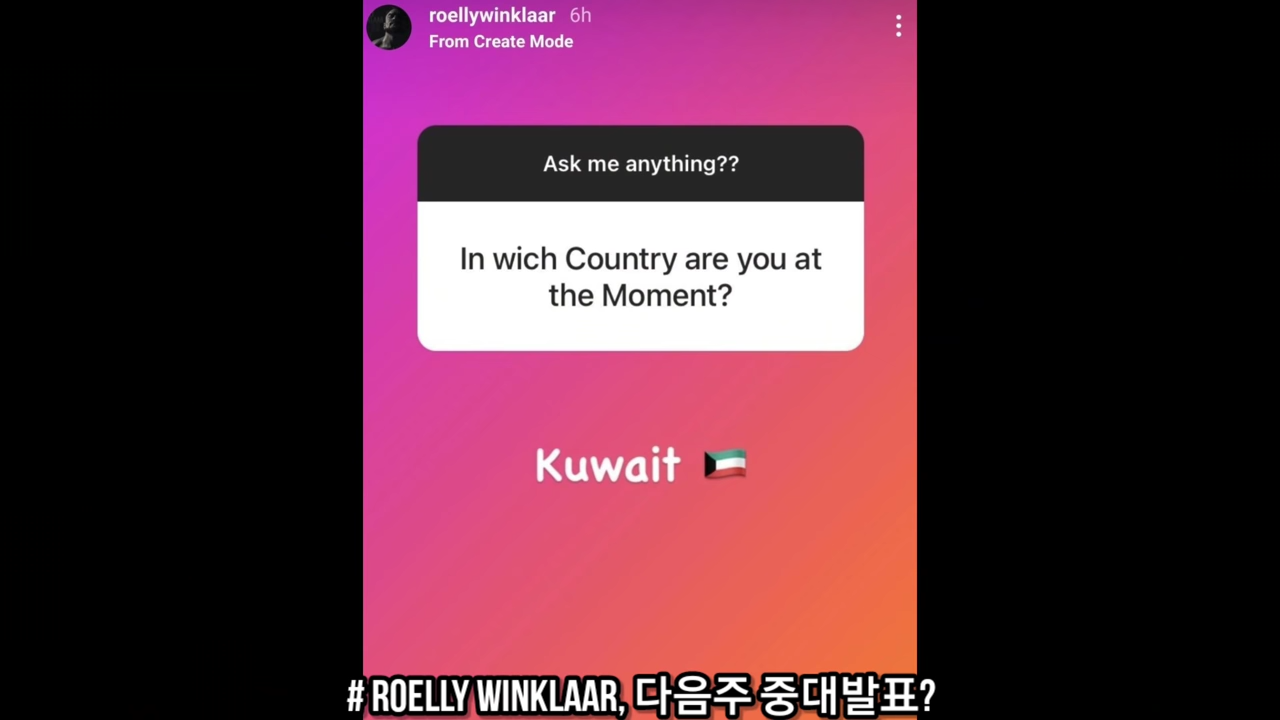 roellywinklaar 6h
From Create Mode
Ask me anything??
In wich Country are you at
the Moment?
Kuwait 🇰🇼
# ROELLY WINKLAAR, 다음주 중대발표?